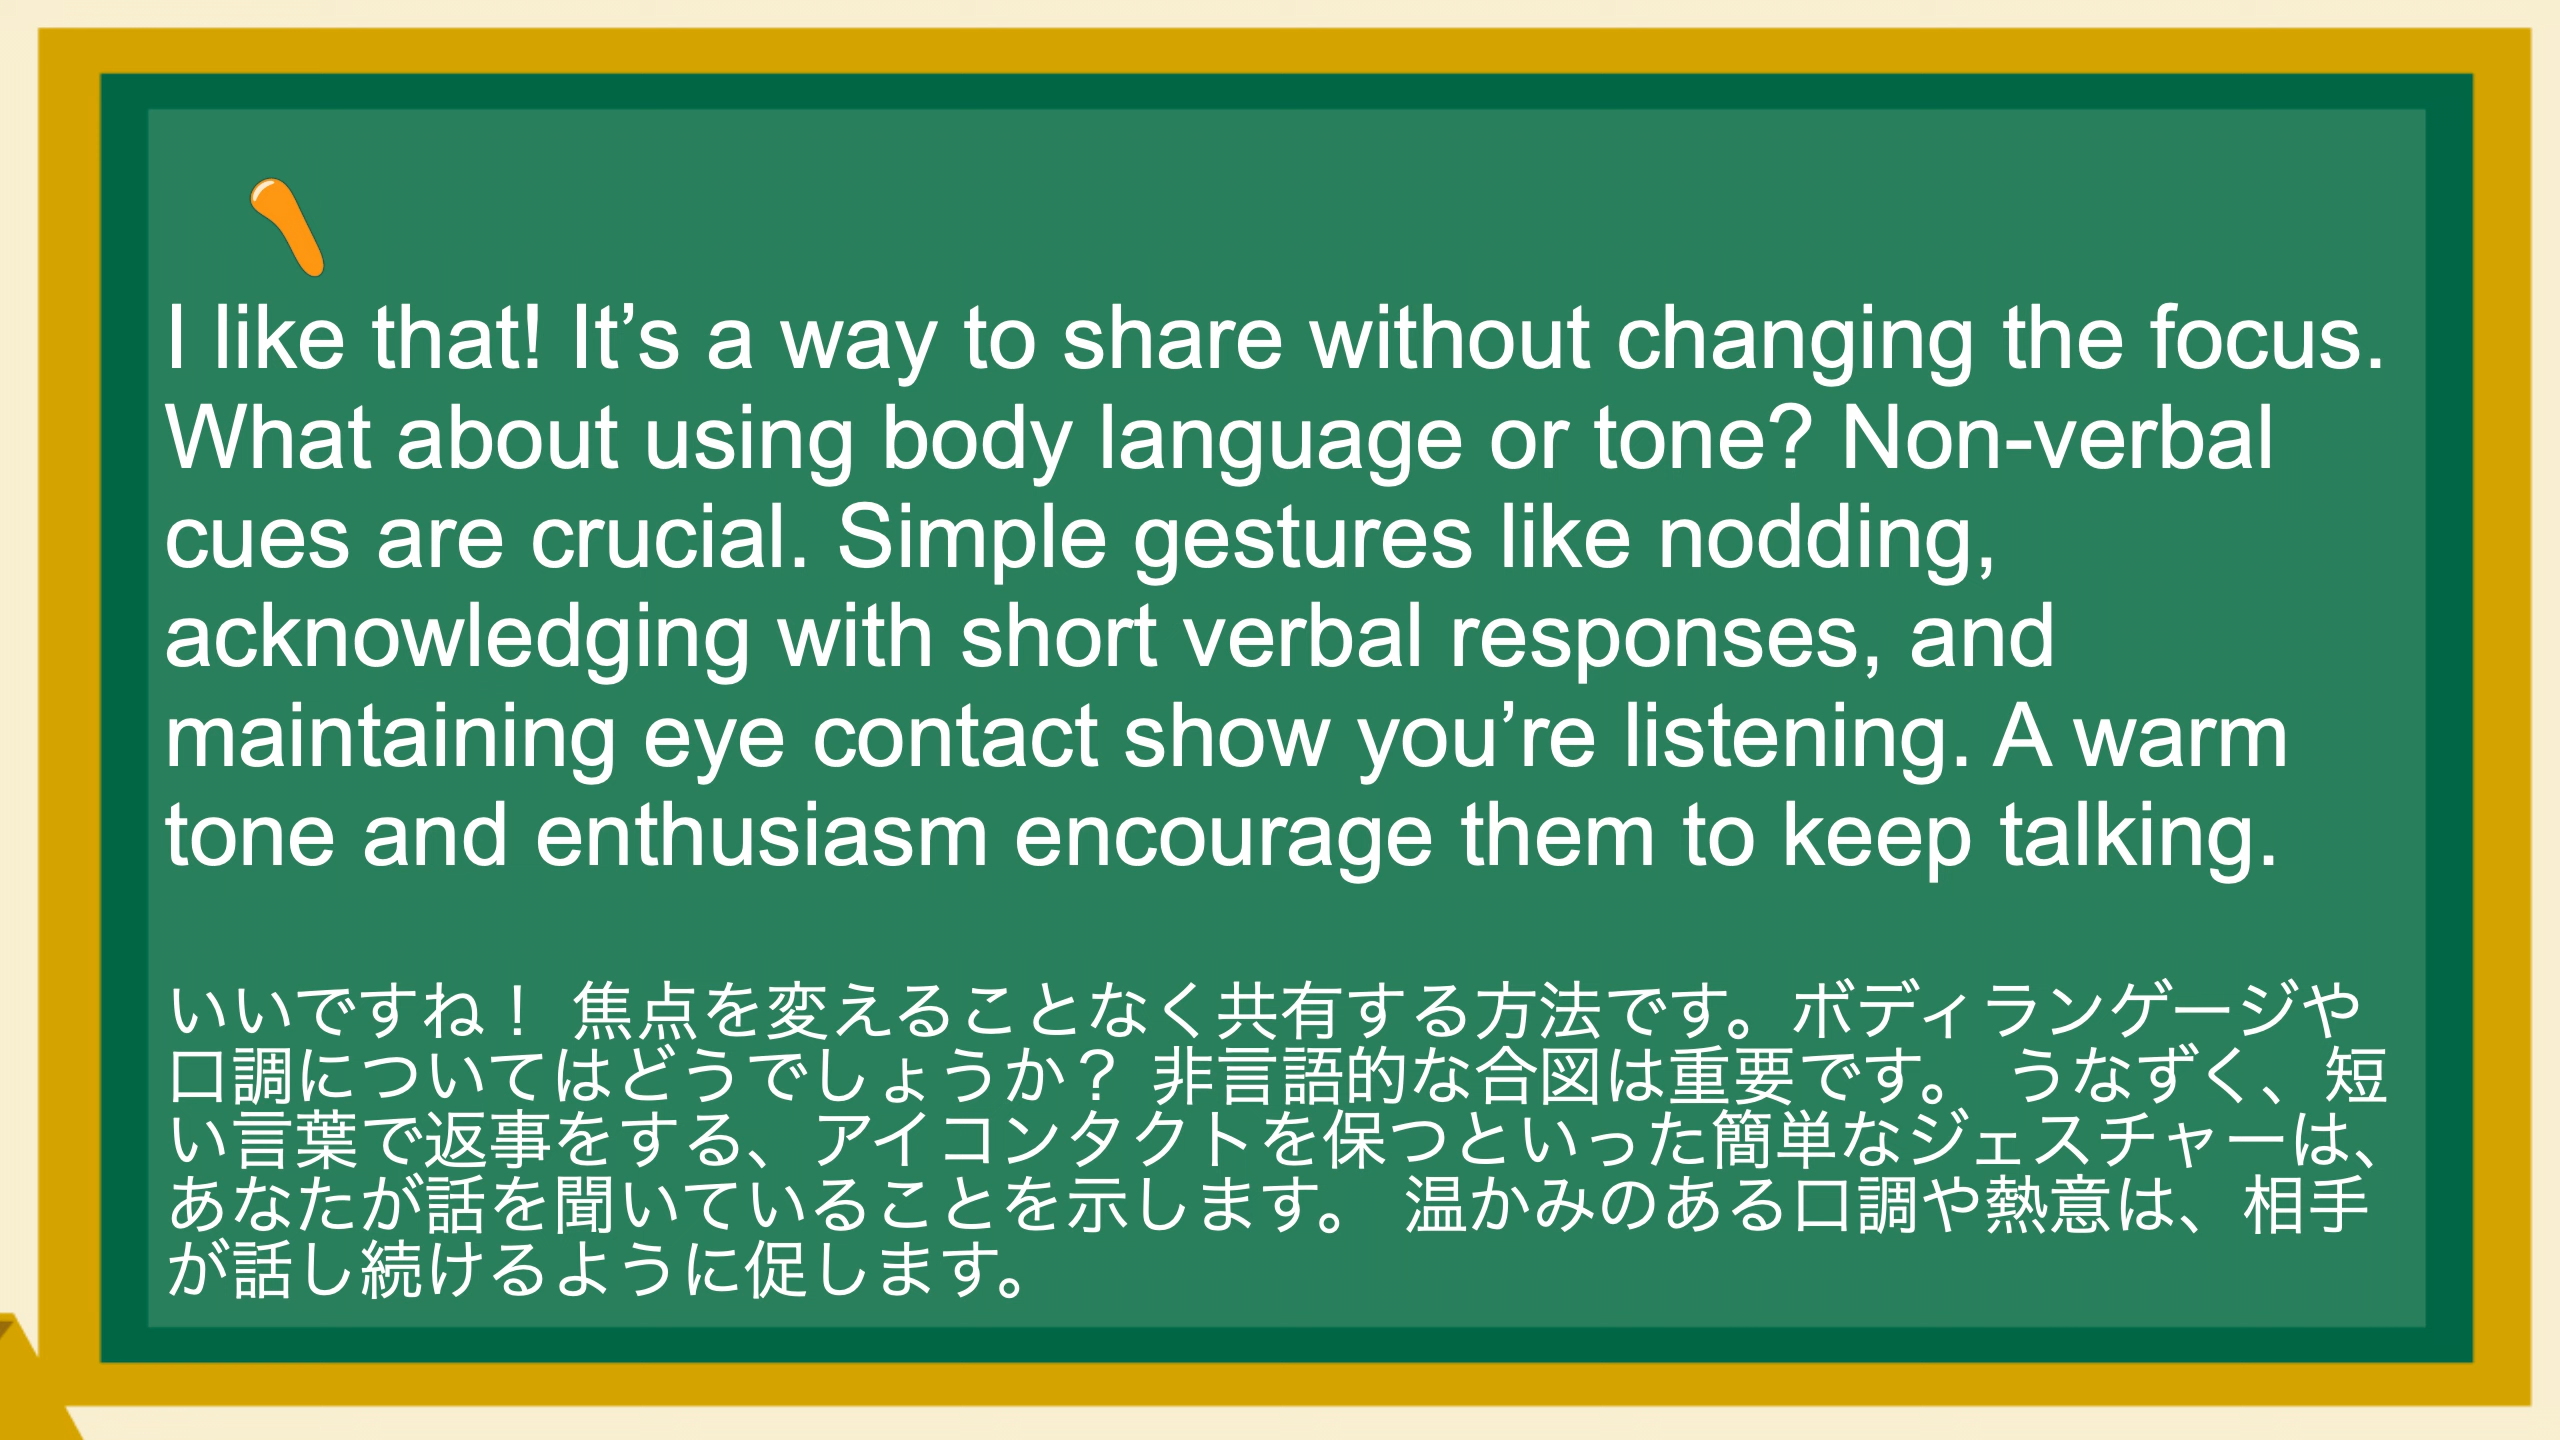 I like that! It’s a way to share without changing the focus.
What about using body language or tone? Non-verbal
cues are crucial. Simple gestures like nodding,
acknowledging with short verbal responses, and
maintaining eye contact show you’re listening. A warm
tone and enthusiasm encourage them to keep talking.
いいですね！ 焦点を変えることなく共有する方法です。ボディランゲージや
口調についてはどうでしょうか？ 非言語的な合図は重要です。 うなずく、短
い言葉で返事をする、アイコンタクトを保つといった簡単なジェスチャーは、
あなたが話を聞いていることを示します。 温かみのある口調や熱意は、相手
が話し続けるように促します。